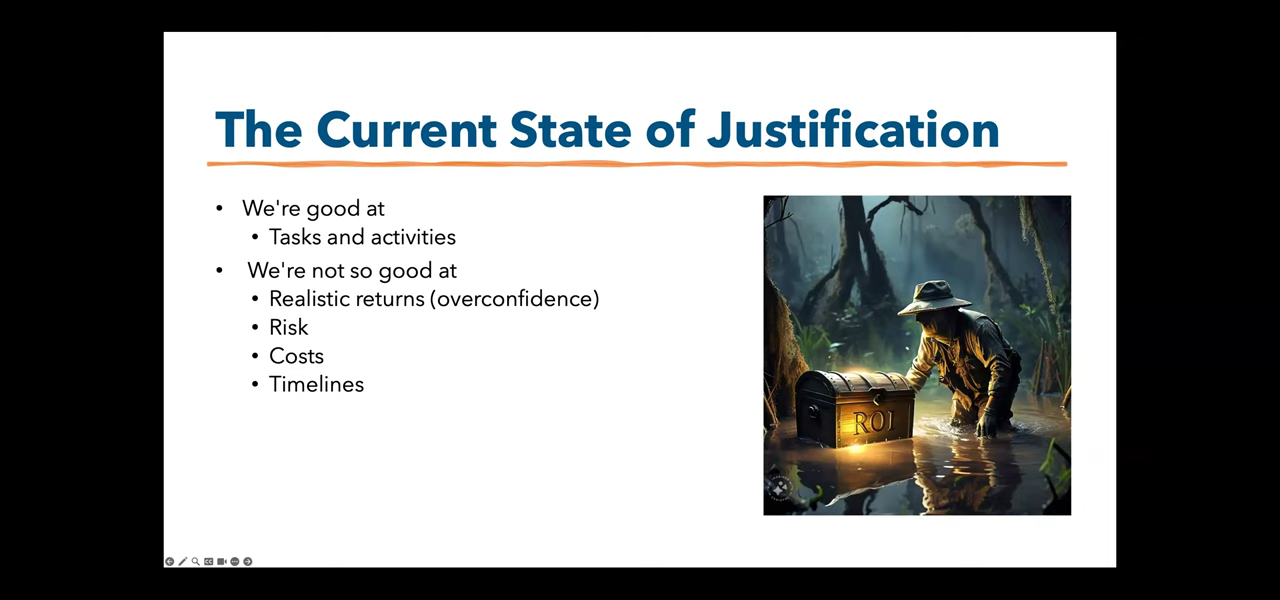 The Current State of Justification
• We're good at
• Tasks and activities
• We're not so good at
• Realistic returns (overconfidence)
• Risk
• Costs
• Timelines
ROI